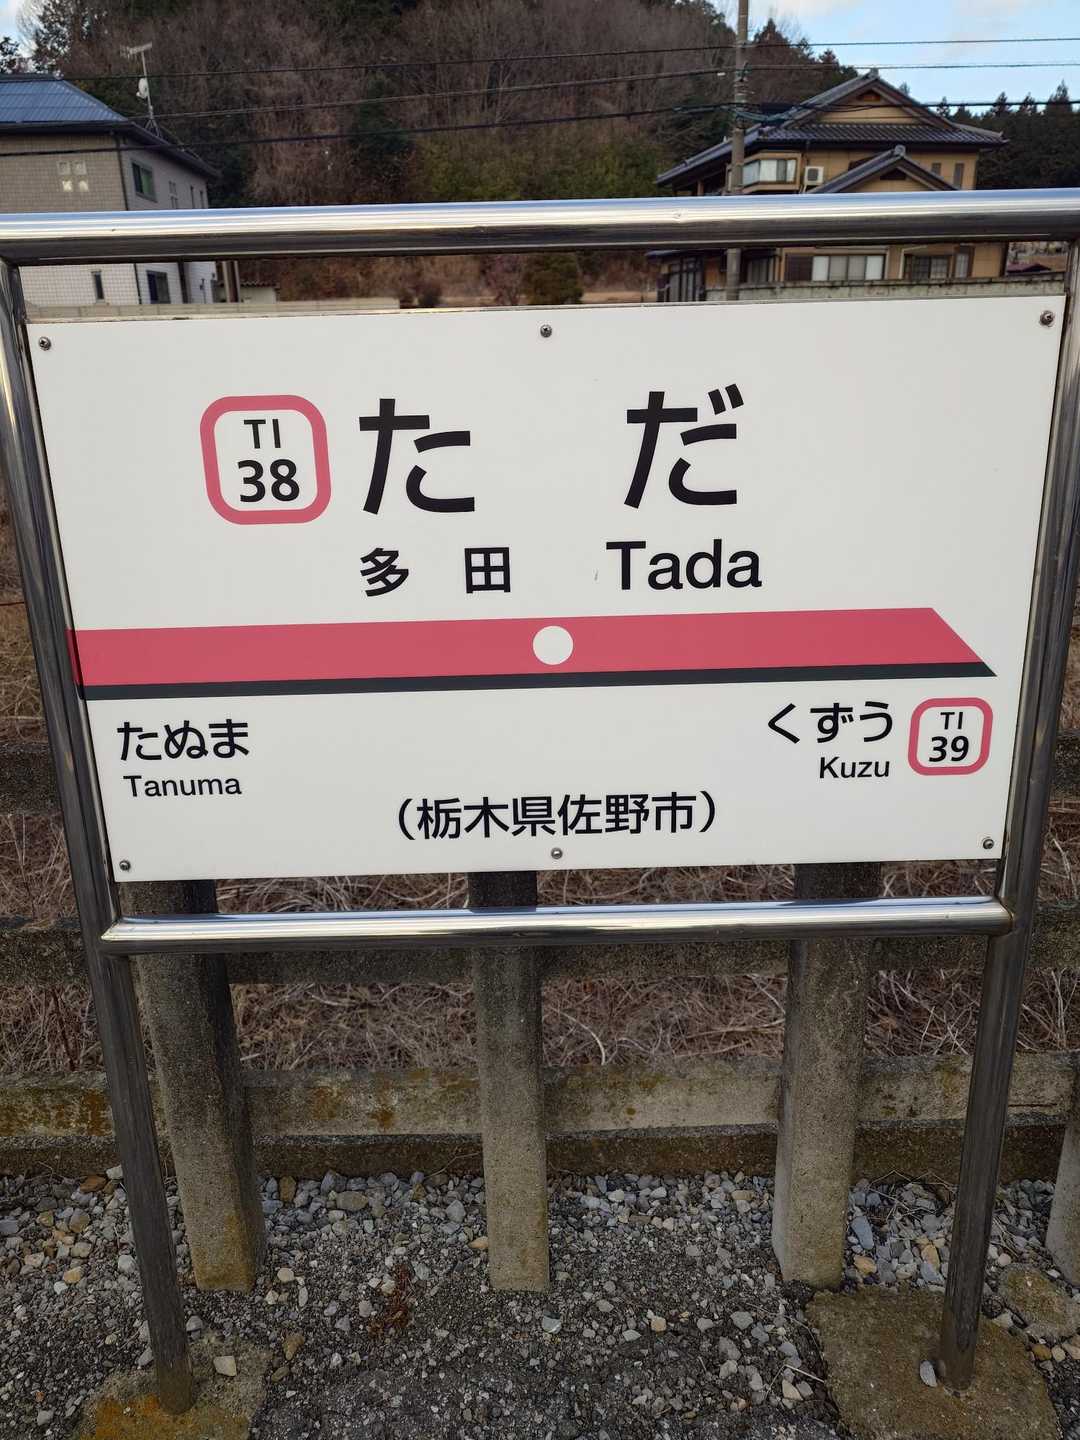 TI
38
た だ
多 田 Tada
たぬま
Tanuma
くずう
Kuzu
TI
39
(栃木県佐野市)